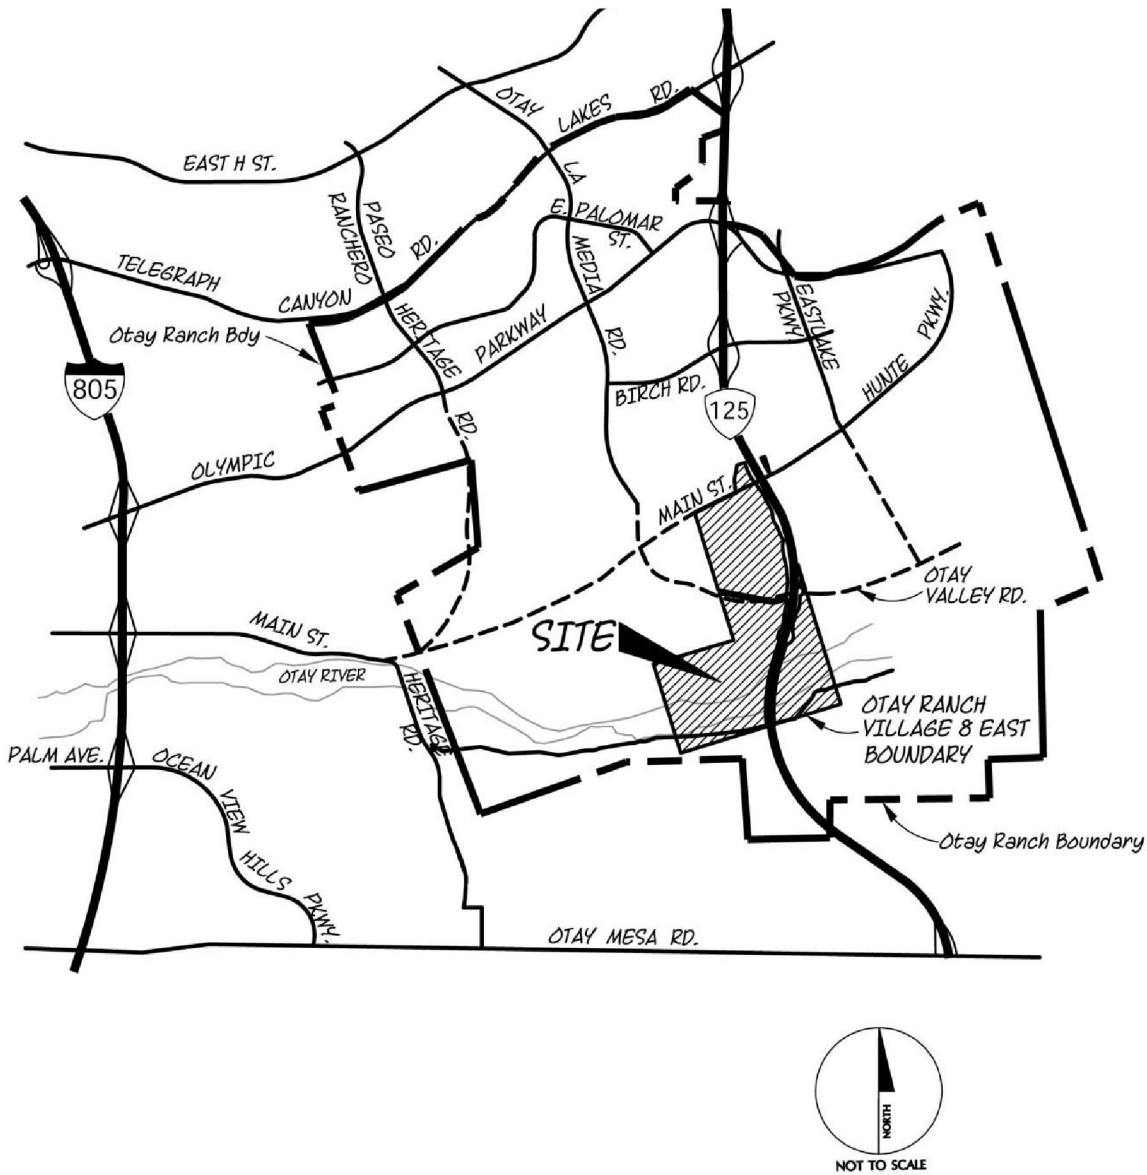 OTAY
LAKES RD.
EAST H ST.
LA
MEDIA
RD.
PASEO
RANCHERO
E. PALOMAR
ST.
TELEGRAPH
CANYON
RD.
Otay Ranch Bdy
HERITAGE
RD.
PARKWAY
EASTLAKE
PKWY.
HUNTE PKWY.
805
BIRCH RD.
125
OLYMPIC
MAIN ST.
OTAY
VALLEY RD.
MAIN ST.
SITE
OTAY RIVER
HERITAGE
RD.
OTAY RANCH
VILLAGE 8 EAST
BOUNDARY
PALM AVE.
OCEAN
VIEW
HILLS
PKWY.
Otay Ranch Boundary
OTAY MESA RD.
NORTH
NOT TO SCALE